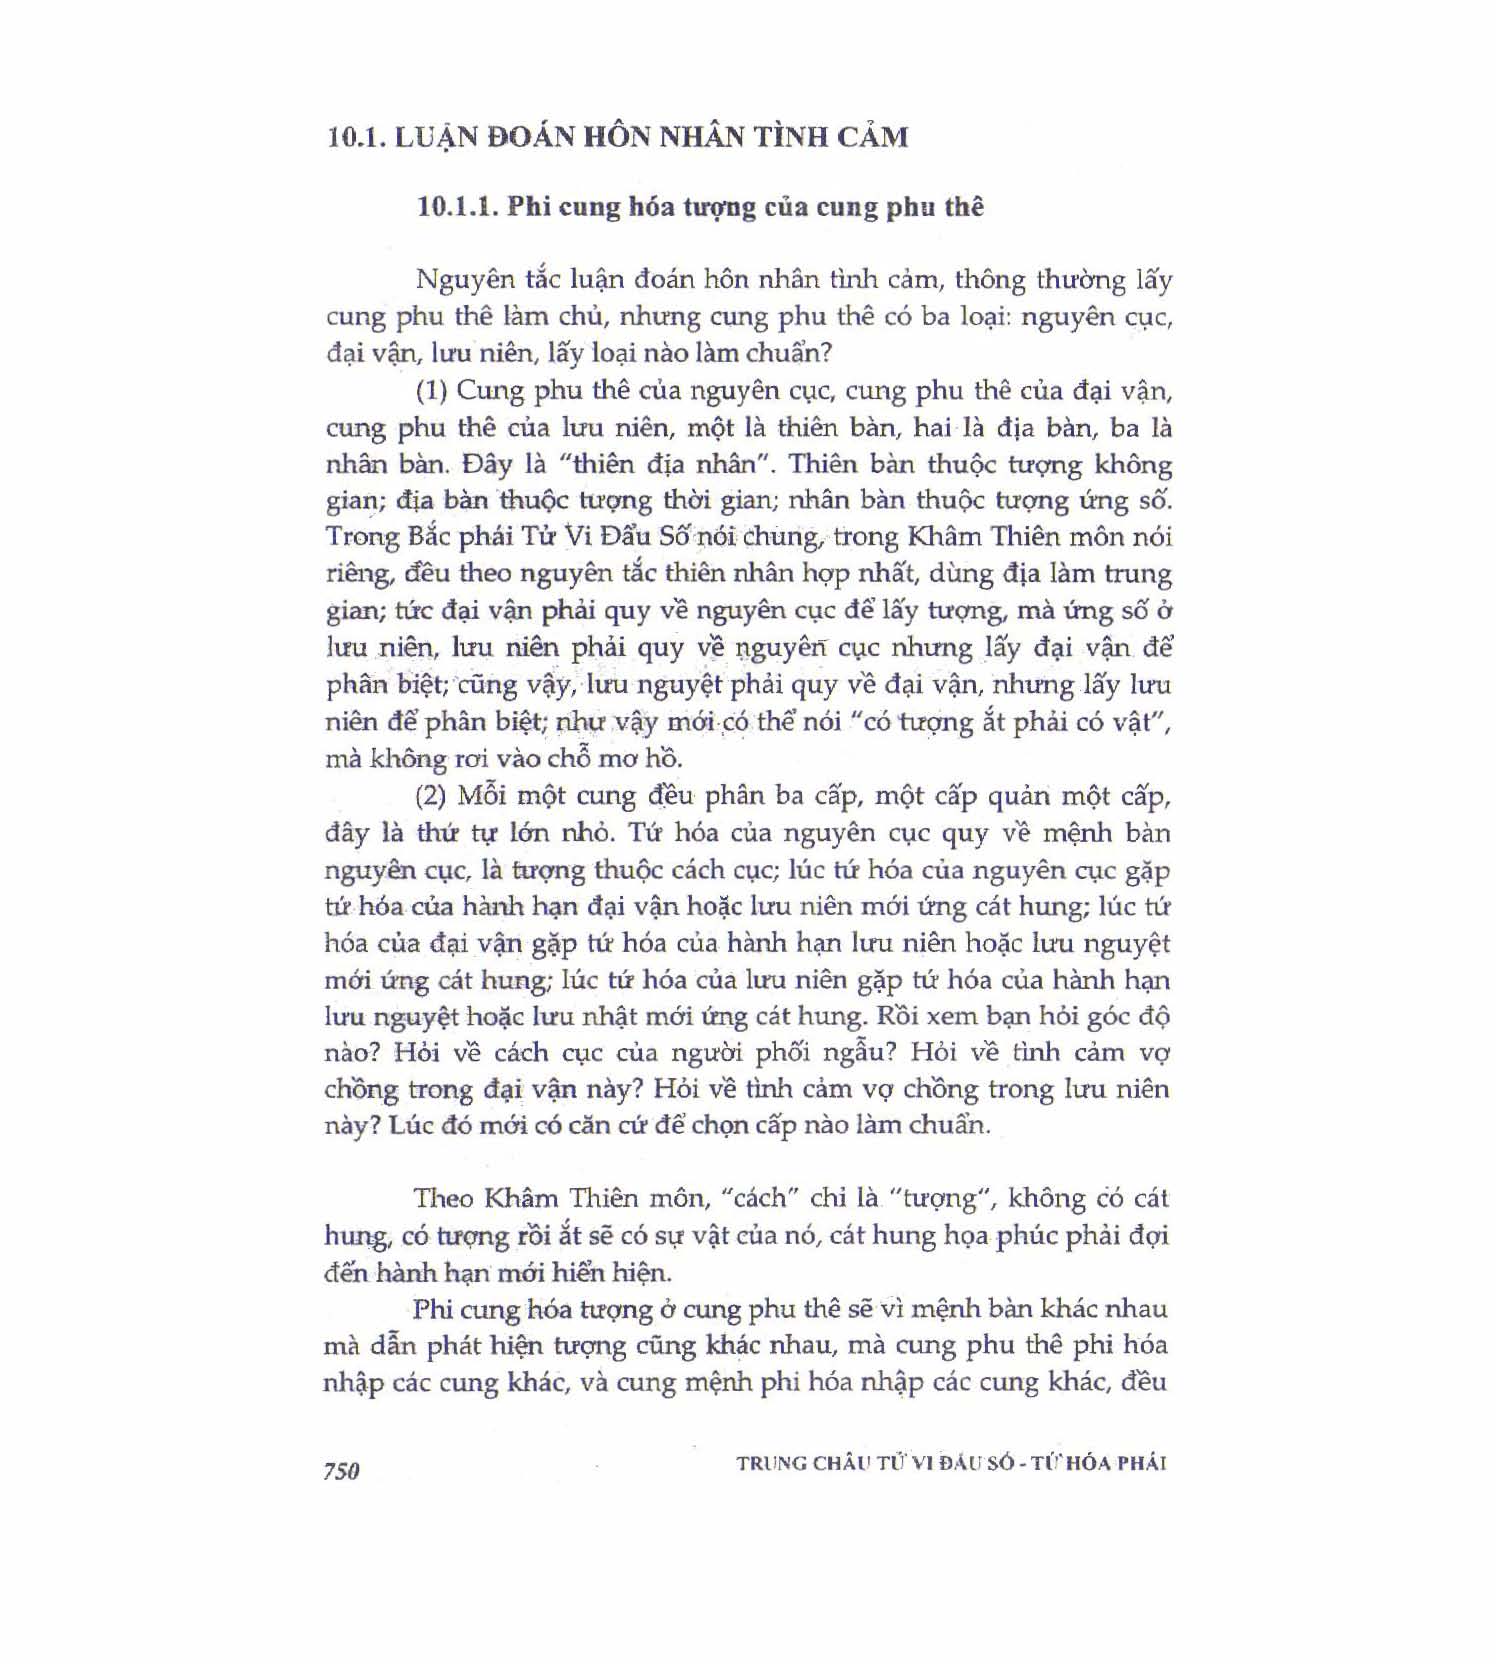 10.1. LUẬN ĐOÁN HÔN NHÂN TÌNH CẢM
10.1.1. Phi cung hóa tượng của cung phu thê
Nguyên tắc luận đoán hôn nhân tình cảm, thông thường lấy
cung phu thê làm chủ, nhưng cung phu thê có ba loại: nguyên cục,
đại vận, lưu niên, lấy loại nào làm chuẩn?
(1) Cung phu thê của nguyên cục, cung phu thê của đại vận,
cung phu thê của lưu niên, một là thiên bàn, hai là địa bàn, ba là
nhân bàn. Đây là "thiên địa nhân". Thiên bàn thuộc tượng không
gian; địa bàn thuộc tượng thời gian; nhân bàn thuộc tượng ứng số.
Trong Bắc phái Tử Vi Đẩu Số nói chung, trong Khâm Thiên môn nói
riêng, đều theo nguyên tắc thiên nhân hợp nhất, dùng địa làm trung
gian; tức đại vận phải quy về nguyên cục để lấy tượng, mà ứng số ở
lưu niên, lưu niên phải quy về nguyên cục nhưng lấy đại vận để
phân biệt; cũng vậy, lưu nguyệt phải quy về đại vận, nhưng lấy lưu
niên để phân biệt; như vậy mới có thể nói "có tượng ắt phải có vật",
mà không rơi vào chỗ mơ hồ.
(2) Mỗi một cung đều phân ba cấp, một cấp quản một cấp,
đây là thứ tự lớn nhỏ. Tứ hóa của nguyên cục quy về mệnh bàn
nguyên cục, là tượng thuộc cách cục; lúc tứ hóa của nguyên cục gặp
tứ hóa của hành hạn đại vận hoặc lưu niên mới ứng cát hung; lúc tứ
hóa của đại vận gặp tứ hóa của hành hạn lưu niên hoặc lưu nguyệt
mới ứng cát hung; lúc tứ hóa của lưu niên gặp tứ hóa của hành hạn
lưu nguyệt hoặc lưu nhật mới ứng cát hung. Rồi xem bạn hỏi góc độ
nào? Hỏi về cách cục của người phối ngẫu? Hỏi về tình cảm vợ
chồng trong đại vận này? Hỏi về tình cảm vợ chồng trong lưu niên
này? Lúc đó mới có căn cứ để chọn cấp nào làm chuẩn.
Theo Khâm Thiên môn, "cách" chỉ là "tượng", không có cát
hung, có tượng rồi ắt sẽ có sự vật của nó, cát hung họa phúc phải đợi
đến hành hạn mới hiển hiện.
Phi cung hóa tượng ở cung phu thê sẽ vì mệnh bàn khác nhau
mà dẫn phát hiện tượng cũng khác nhau, mà cung phu thê phi hóa
nhập các cung khác, và cung mệnh phi hóa nhập các cung khác, đều
750
TRUNG CHÂU TỬ VI ĐẨU SỐ - TỨ HÓA PHÁI